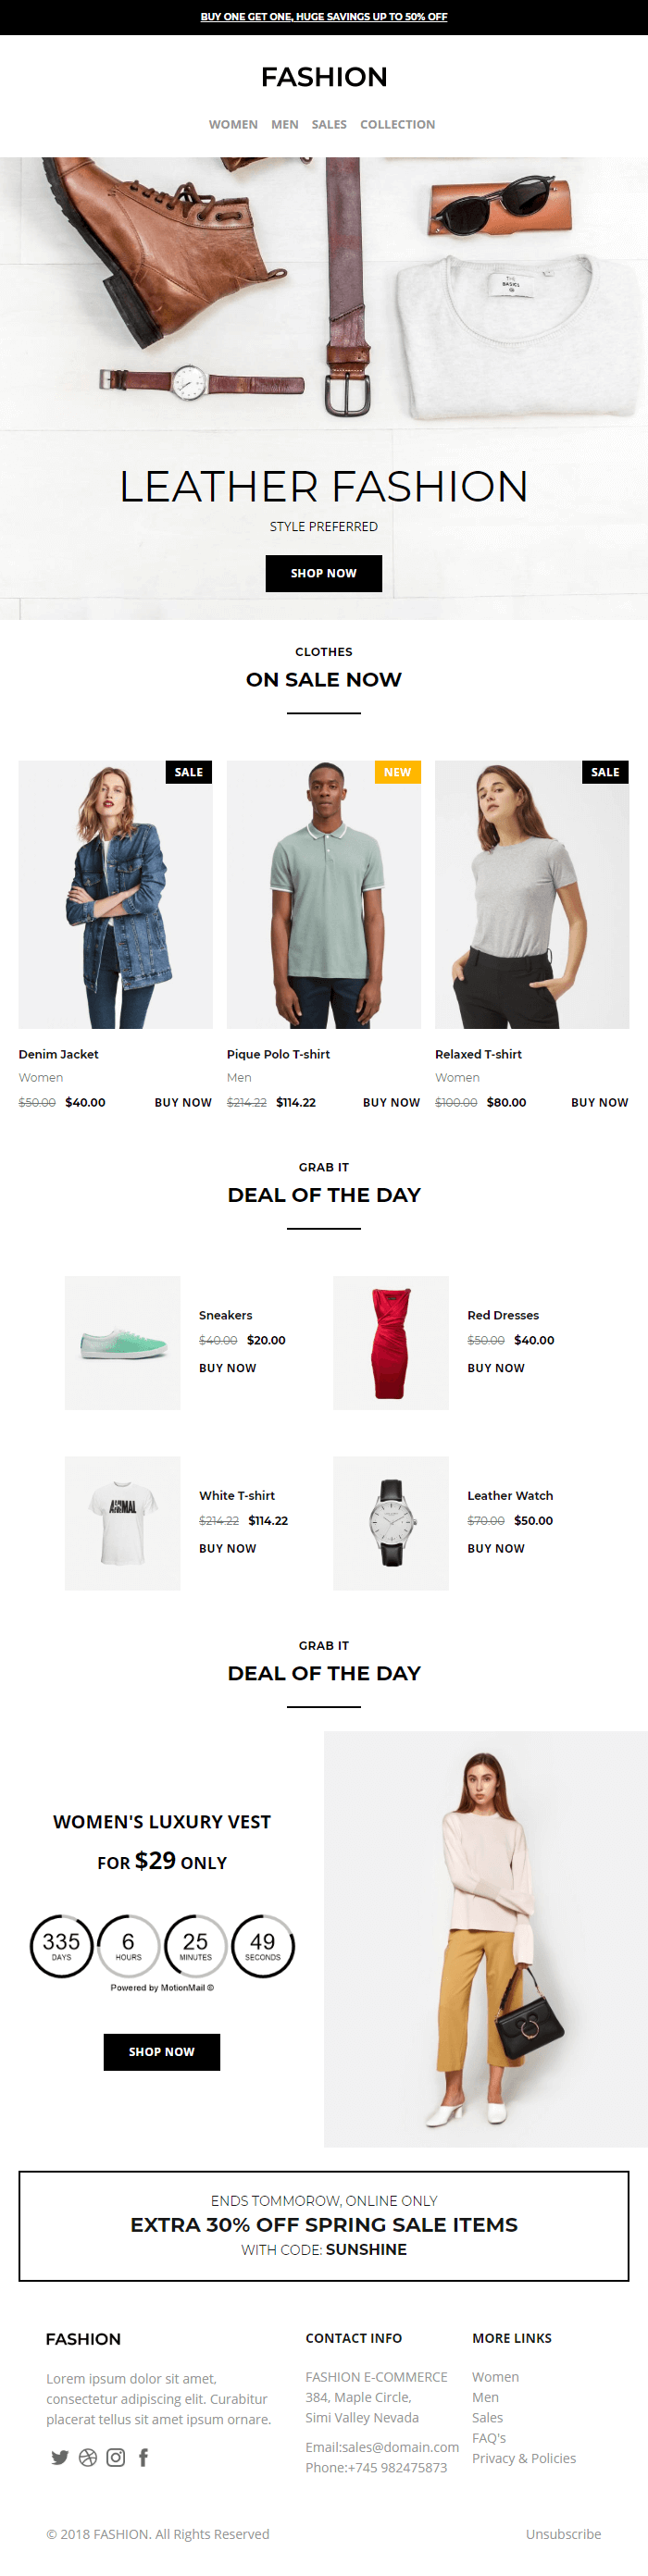 BUY ONE GET ONE, HUGE SAVINGS UP TO 50% OFF
FASHION
WOMEN MEN SALES COLLECTION
THE
BASICS
LEATHER FASHION
STYLE PREFERRED
SHOP NOW
CLOTHES
ON SALE NOW
SALE
NEW
SALE
Denim Jacket
Women
$50.00 $40.00 BUY NOW
Pique Polo T-shirt
Men
$214.22 $114.22 BUY NOW
Relaxed T-shirt
Women
$100.00 $80.00 BUY NOW
GRAB IT
DEAL OF THE DAY
Sneakers
$40.00 $20.00
BUY NOW
Red Dresses
$50.00 $40.00
BUY NOW
ANIMAL
White T-shirt
$214.22 $114.22
BUY NOW
Leather Watch
$70.00 $50.00
BUY NOW
GRAB IT
DEAL OF THE DAY
WOMEN'S LUXURY VEST
FOR $29 ONLY
335 6 25 49
DAYS HOURS MINUTES SECONDS
Powered by MotionMail ©
SHOP NOW
ENDS TOMMOROW, ONLINE ONLY
EXTRA 30% OFF SPRING SALE ITEMS
WITH CODE: SUNSHINE
FASHION
Lorem ipsum dolor sit amet,
consectetur adipiscing elit. Curabitur
placerat tellus sit amet ipsum ornare.
CONTACT INFO
FASHION E-COMMERCE
384, Maple Circle,
Simi Valley Nevada
Email:sales@domain.com
Phone:+745 982475873
MORE LINKS
Women
Men
Sales
FAQ's
Privacy & Policies
© 2018 FASHION. All Rights Reserved
Unsubscribe